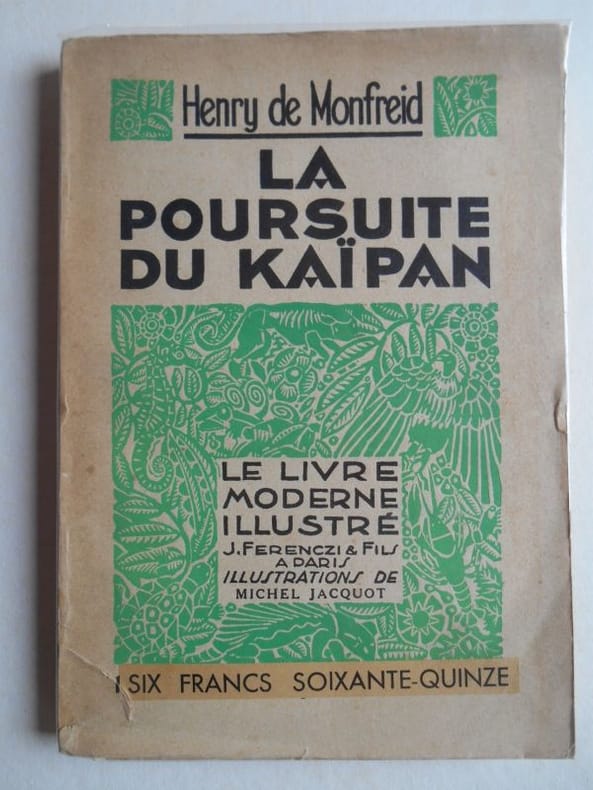 Henry de Monfreid
LA
POURSUITE
DU KAÏPAN
LE LIVRE
MODERNE
ILLUSTRÉ
J. FERENCZI & FILS
A PARIS
ILLUSTRATIONS DE
MICHEL JACQUOT
SIX FRANCS SOIXANTE-QUINZE